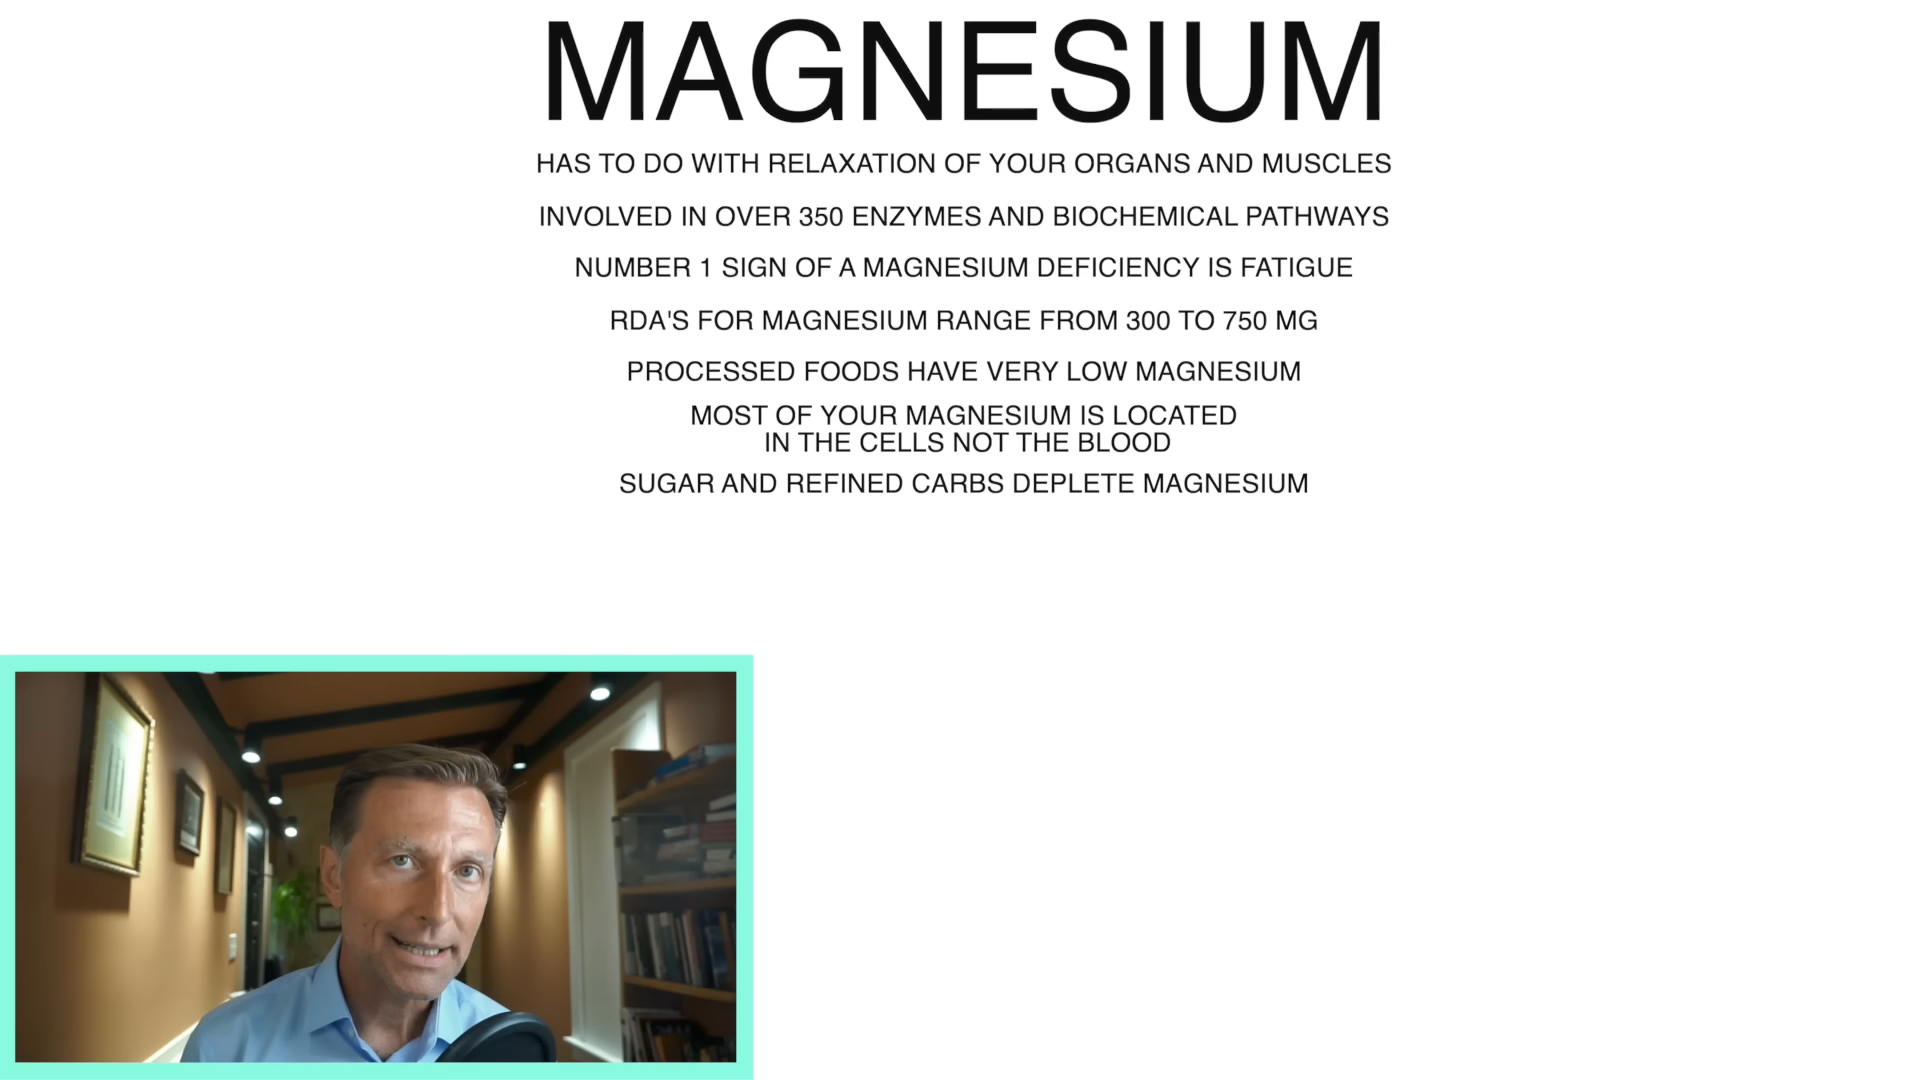 MAGNESIUM
HAS TO DO WITH RELAXATION OF YOUR ORGANS AND MUSCLES
INVOLVED IN OVER 350 ENZYMES AND BIOCHEMICAL PATHWAYS
NUMBER 1 SIGN OF A MAGNESIUM DEFICIENCY IS FATIGUE
RDA'S FOR MAGNESIUM RANGE FROM 300 TO 750 MG
PROCESSED FOODS HAVE VERY LOW MAGNESIUM
MOST OF YOUR MAGNESIUM IS LOCATED
IN THE CELLS NOT THE BLOOD
SUGAR AND REFINED CARBS DEPLETE MAGNESIUM